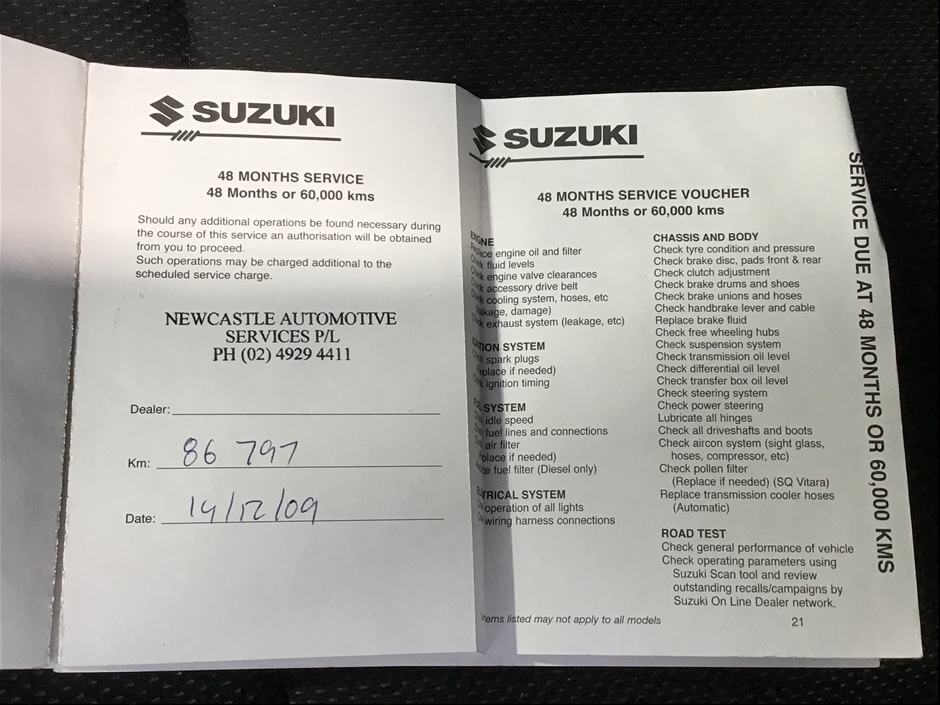 SUZUKI
48 MONTHS SERVICE
48 Months or 60,000 kms
Should any additional operations be found necessary during
the course of this service an authorisation will be obtained
from you to proceed.
Such operations may be charged additional to the
scheduled service charge.
NEWCASTLE AUTOMOTIVE
SERVICES P/L
PH (02) 4929 4411
Dealer:
Km: 86 797
Date: 14/12/09
SUZUKI
48 MONTHS SERVICE VOUCHER
48 Months or 60,000 kms
engine oil and filter
fluid levels
engine valve clearances
accessory drive belt
cooling system, hoses, etc
damage)
exhaust system (leakage, etc)
SYSTEM
spark plugs
if needed)
ignition timing
SYSTEM
idle speed
fuel lines and connections
air filter
if needed)
fuel filter (Diesel only)
SYSTEM
operation of all lights
wiring harness connections
CHASSIS AND BODY
Check tyre condition and pressure
Check brake disc, pads front & rear
Check clutch adjustment
Check brake drums and shoes
Check brake unions and hoses
Check handbrake lever and cable
Replace brake fluid
Check free wheeling hubs
Check suspension system
Check transmission oil level
Check differential oil level
Check transfer box oil level
Check steering system
Check power steering
Lubricate all hinges
Check all driveshafts and boots
Check aircon system (sight glass,
hoses, compressor, etc)
Check pollen filter
(Replace if needed) (SQ Vitara)
Replace transmission cooler hoses
(Automatic)
ROAD TEST
Check general performance of vehicle
Check operating parameters using
Suzuki Scan tool and review
outstanding recalls/campaigns by
Suzuki On Line Dealer network.
listed may not apply to all models
21
SERVICE DUE AT 48 MONTHS OR 60,000 KMS